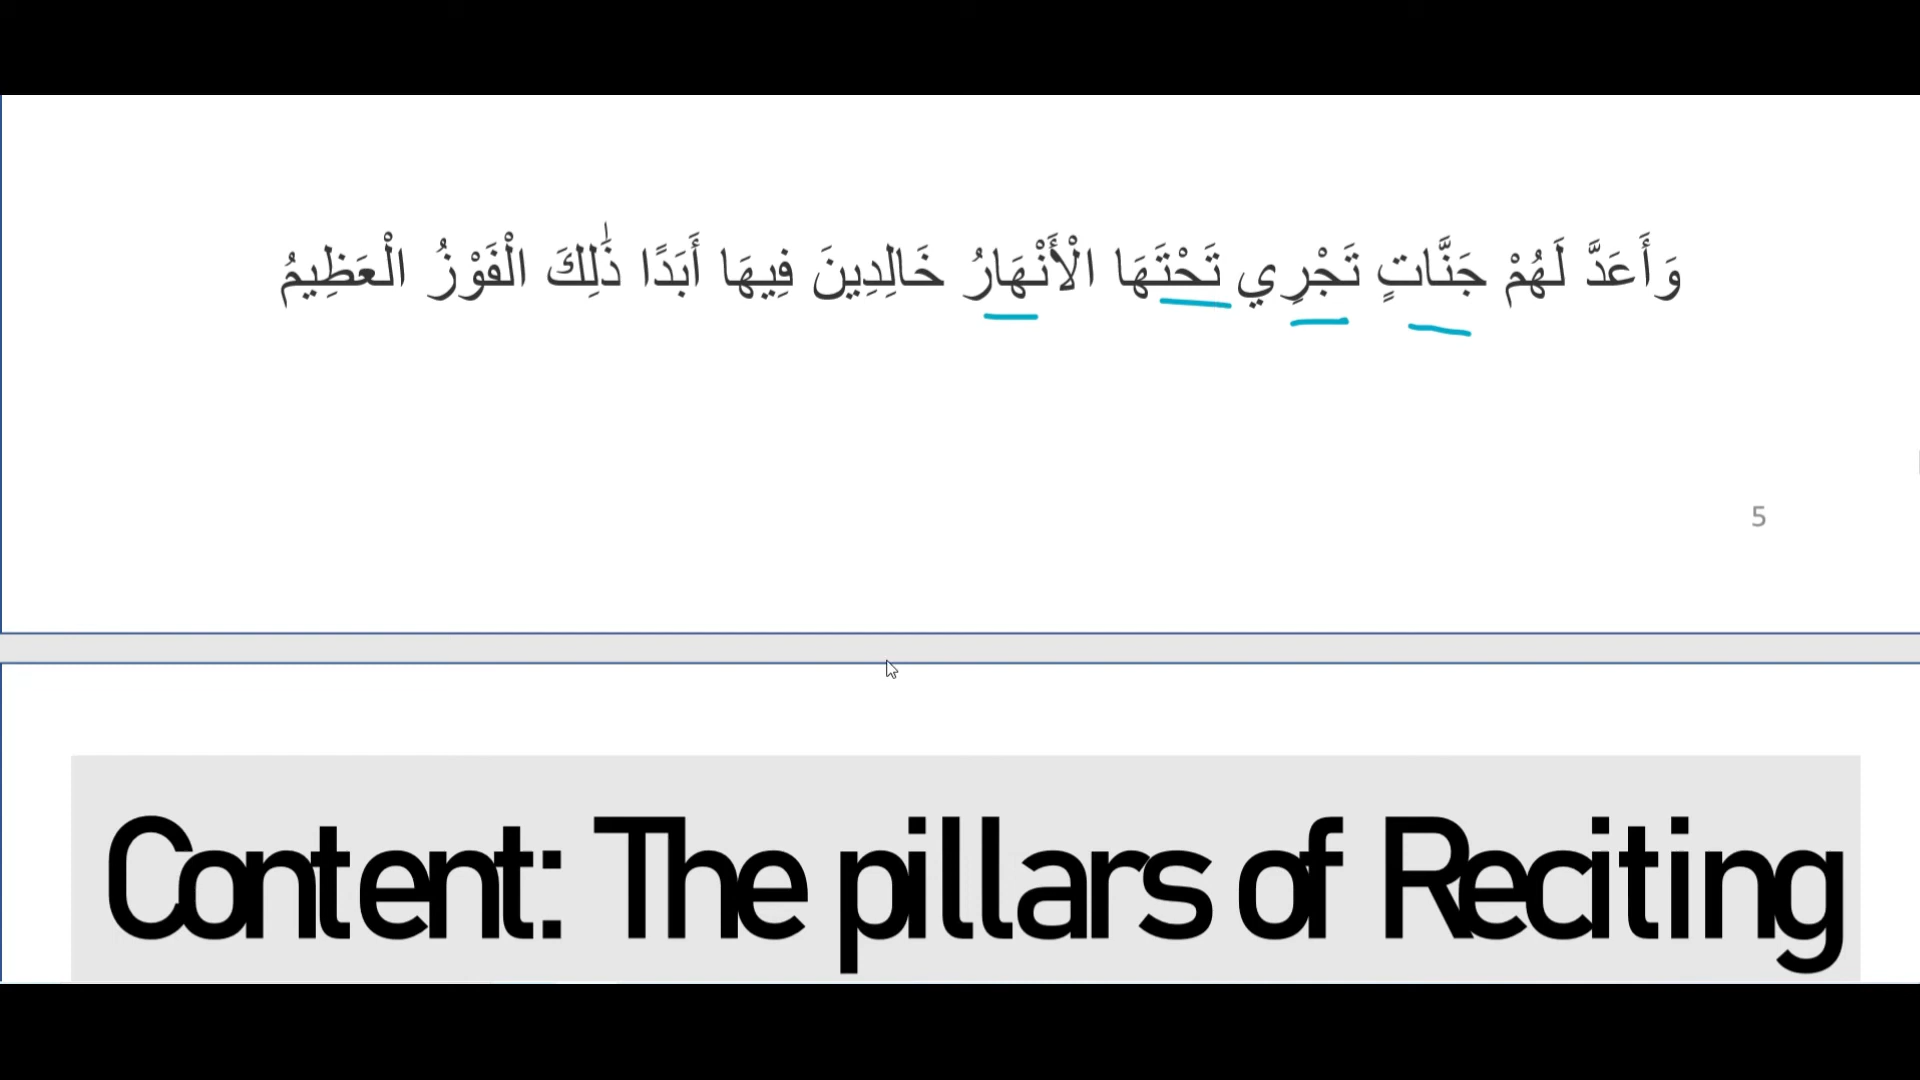 وَأَعَدَّ لَهُمْ جَنَّاتٍ تَجْرِي تَحْتَهَا الْأَنْهَارُ خَالِدِينَ فِيهَا أَبَدًا ذَٰلِكَ الْفَوْزُ الْعَظِيمُ
5
Content: The pillars of Reciting